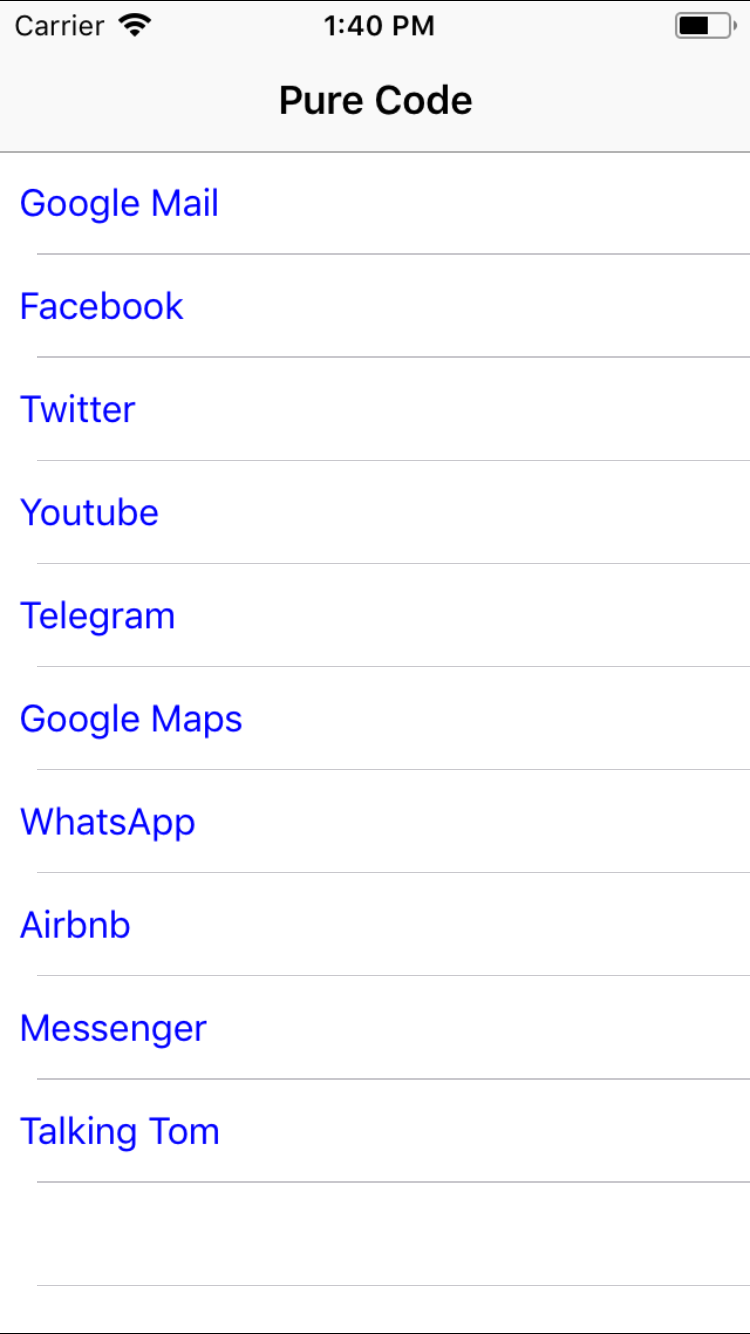 Carrier 1:40 PM
Pure Code
Google Mail
Facebook
Twitter
Youtube
Telegram
Google Maps
WhatsApp
Airbnb
Messenger
Talking Tom